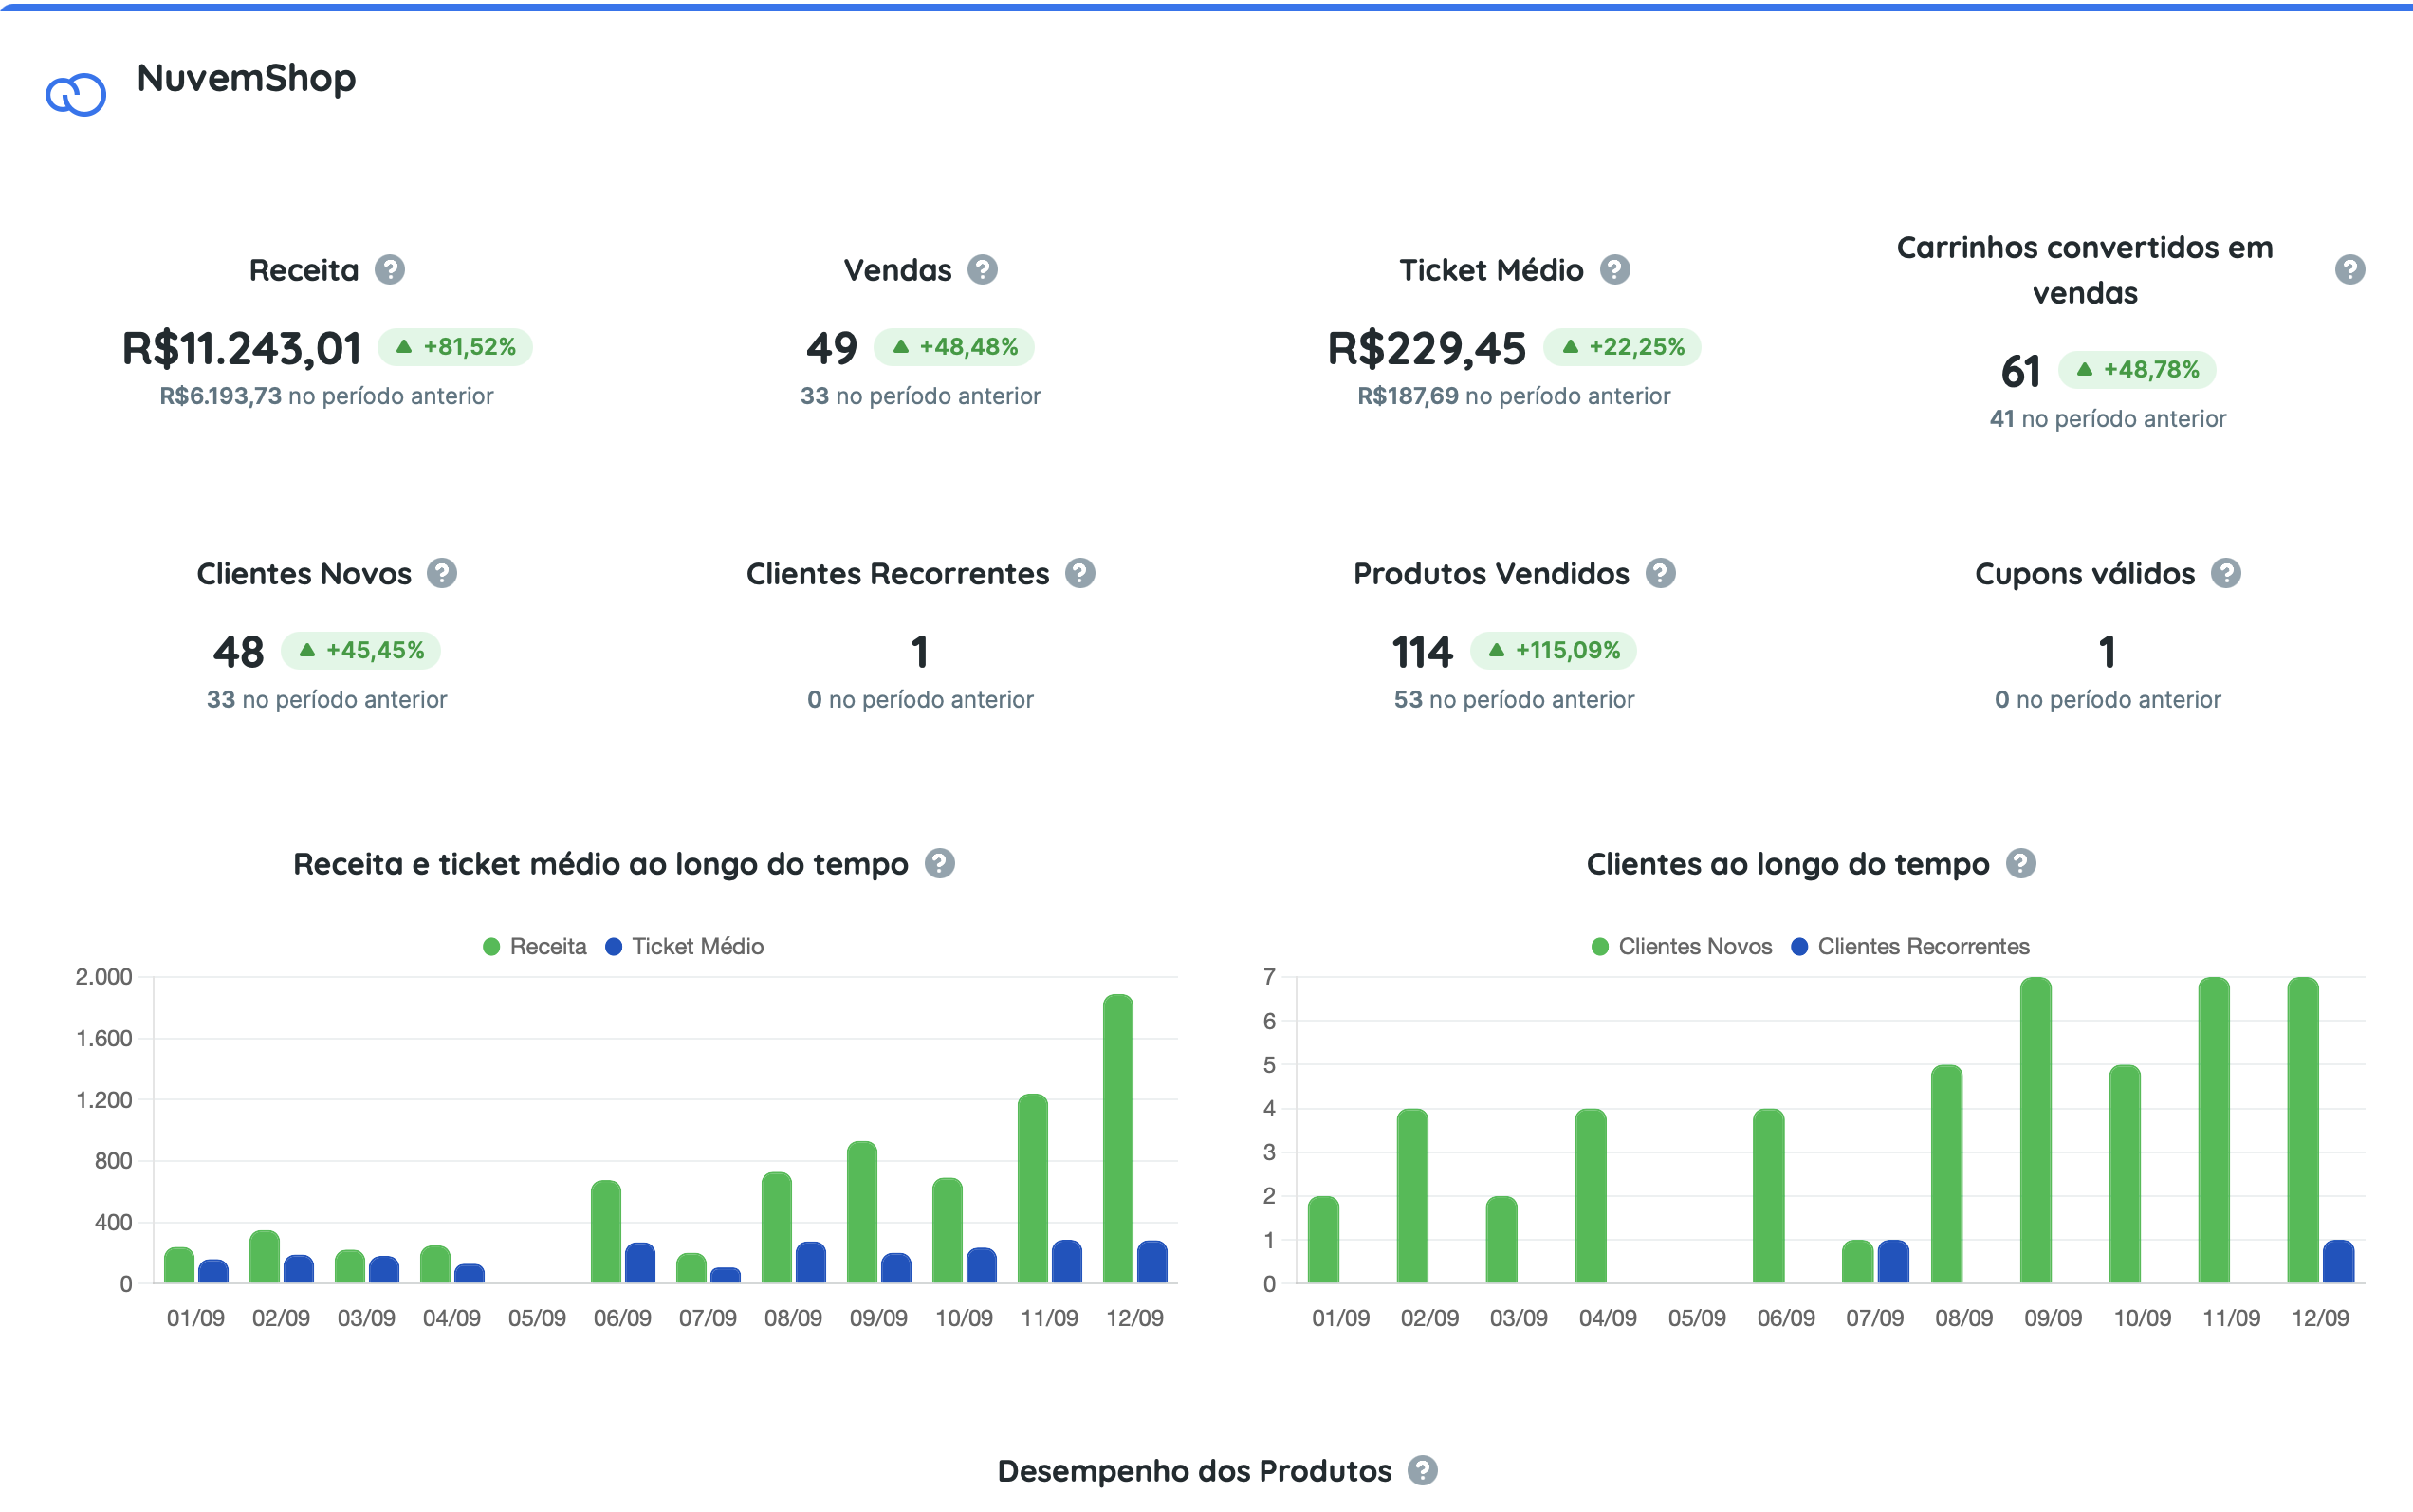 NuvemShop
Receita
R$11.243,01 ▲ +81,52%
R$6.193,73 no período anterior
Vendas
49 ▲ +48,48%
33 no período anterior
Ticket Médio
R$229,45 ▲ +22,25%
R$187,69 no período anterior
Carrinhos convertidos em
vendas
61 ▲ +48,78%
41 no período anterior
Clientes Novos
48 ▲ +45,45%
33 no período anterior
Clientes Recorrentes
1
0 no período anterior
Produtos Vendidos
114 ▲ +115,09%
53 no período anterior
Cupons válidos
1
0 no período anterior
Receita e ticket médio ao longo do tempo
Receita Ticket Médio
2.000
1.600
1.200
800
400
0
01/09 02/09 03/09 04/09 05/09 06/09 07/09 08/09 09/09 10/09 11/09 12/09
Clientes ao longo do tempo
Clientes Novos Clientes Recorrentes
7
6
5
4
3
2
1
0
01/09 02/09 03/09 04/09 05/09 06/09 07/09 08/09 09/09 10/09 11/09 12/09
Desempenho dos Produtos